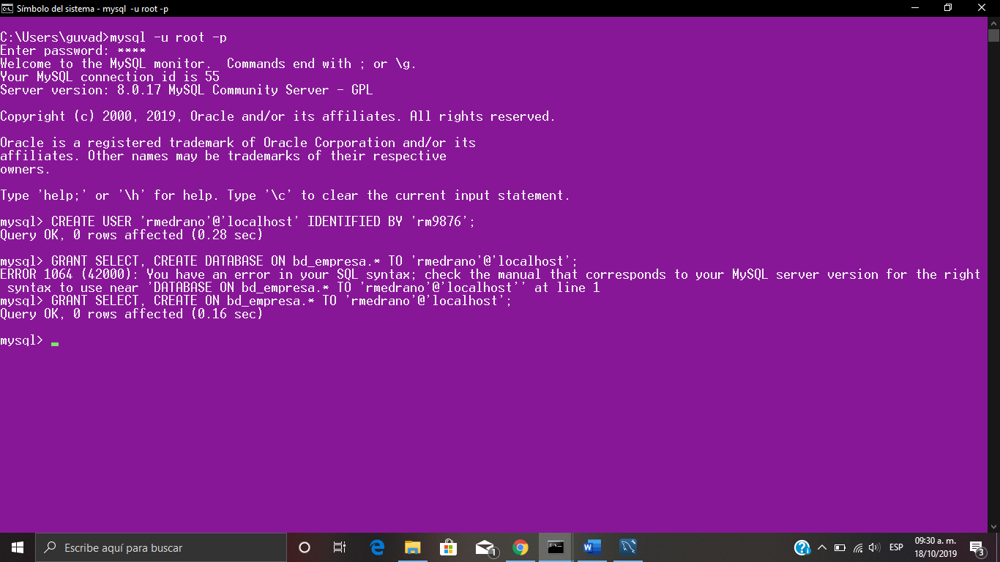 Símbolo del sistema - mysql  -u root -p
C:\Users\guvad>mysql -u root -p
Enter password: ****
Welcome to the MySQL monitor.  Commands end with ; or \g.
Your MySQL connection id is 55
Server version: 8.0.17 MySQL Community Server - GPL
Copyright (c) 2000, 2019, Oracle and/or its affiliates. All rights reserved.
Oracle is a registered trademark of Oracle Corporation and/or its
affiliates. Other names may be trademarks of their respective
owners.
Type 'help;' or '\h' for help. Type '\c' to clear the current input statement.
mysql> CREATE USER 'rmedrano'@'localhost' IDENTIFIED BY 'rm9876';
Query OK, 0 rows affected (0.28 sec)
mysql> GRANT SELECT, CREATE DATABASE ON bd_empresa.* TO 'rmedrano'@'localhost';
ERROR 1064 (42000): You have an error in your SQL syntax; check the manual that corresponds to your MySQL server version for the right
 syntax to use near 'DATABASE ON bd_empresa.* TO 'rmedrano'@'localhost'' at line 1
mysql> GRANT SELECT, CREATE ON bd_empresa.* TO 'rmedrano'@'localhost';
Query OK, 0 rows affected (0.16 sec)
mysql>
Escribe aquí para buscar
1
ESP
09:30 a. m.
18/10/2019
3